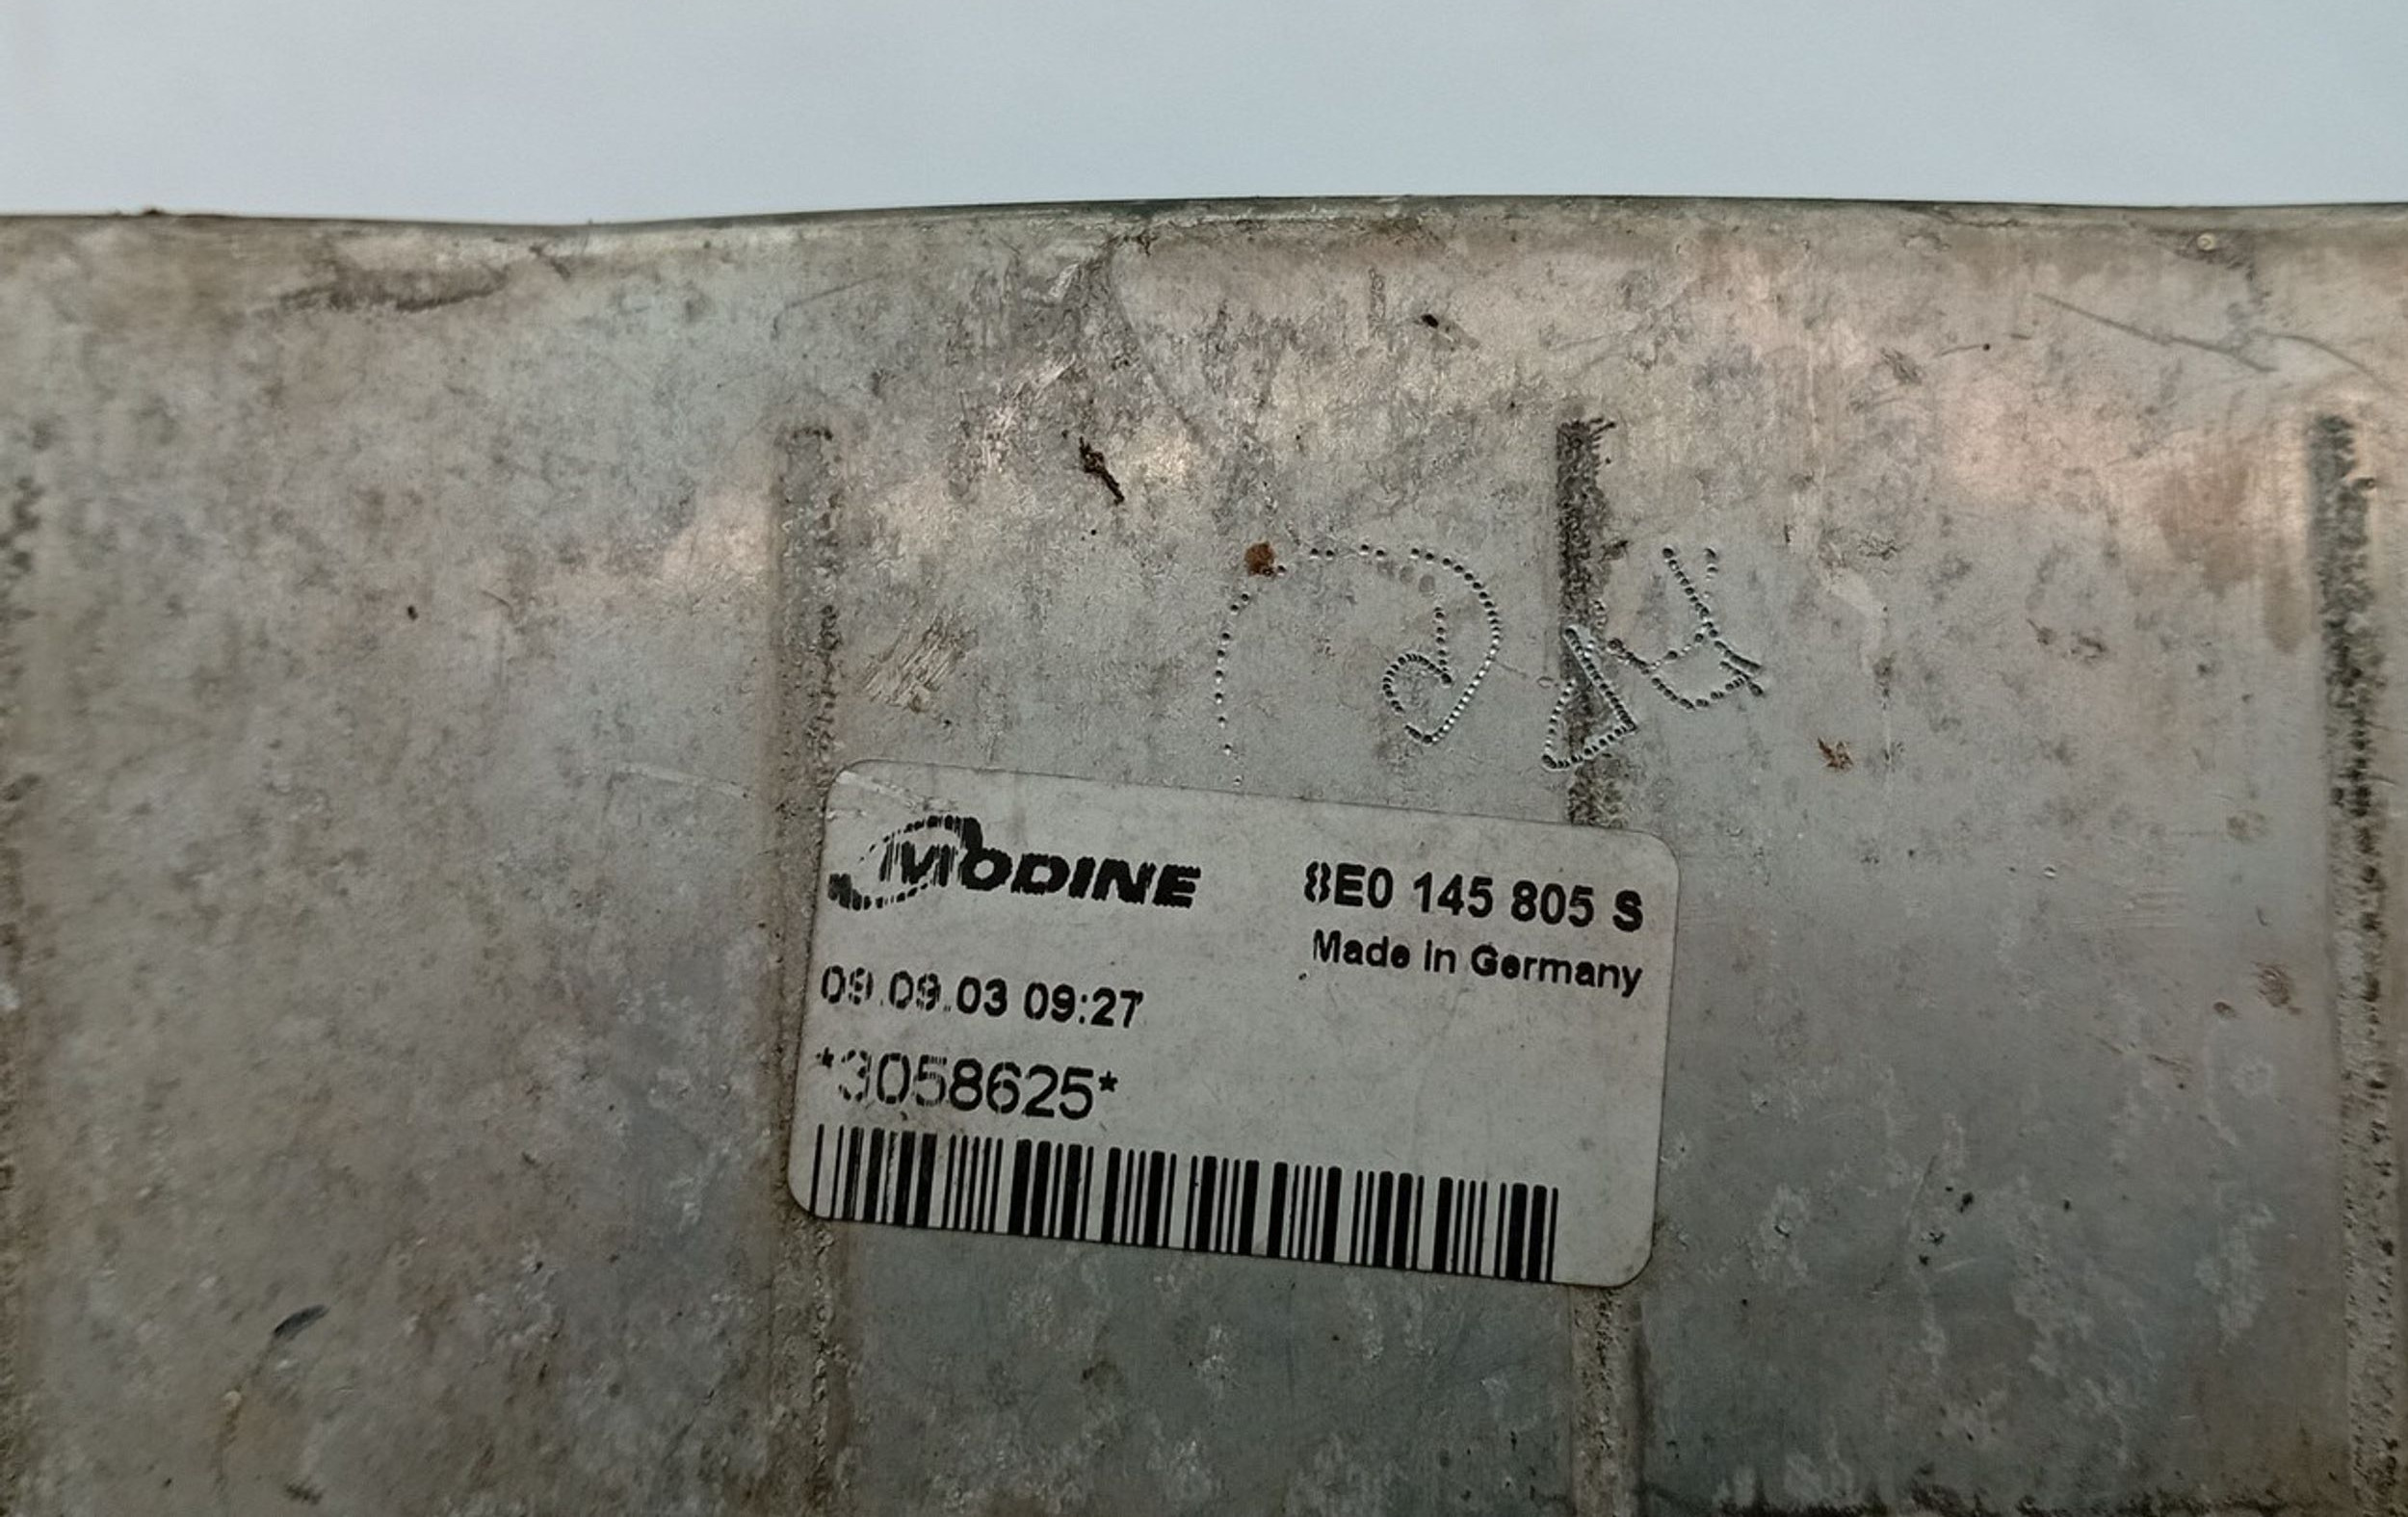 MODINE
8E0 145 805 S
Made in Germany
09.09.03 09:27
*3058625*